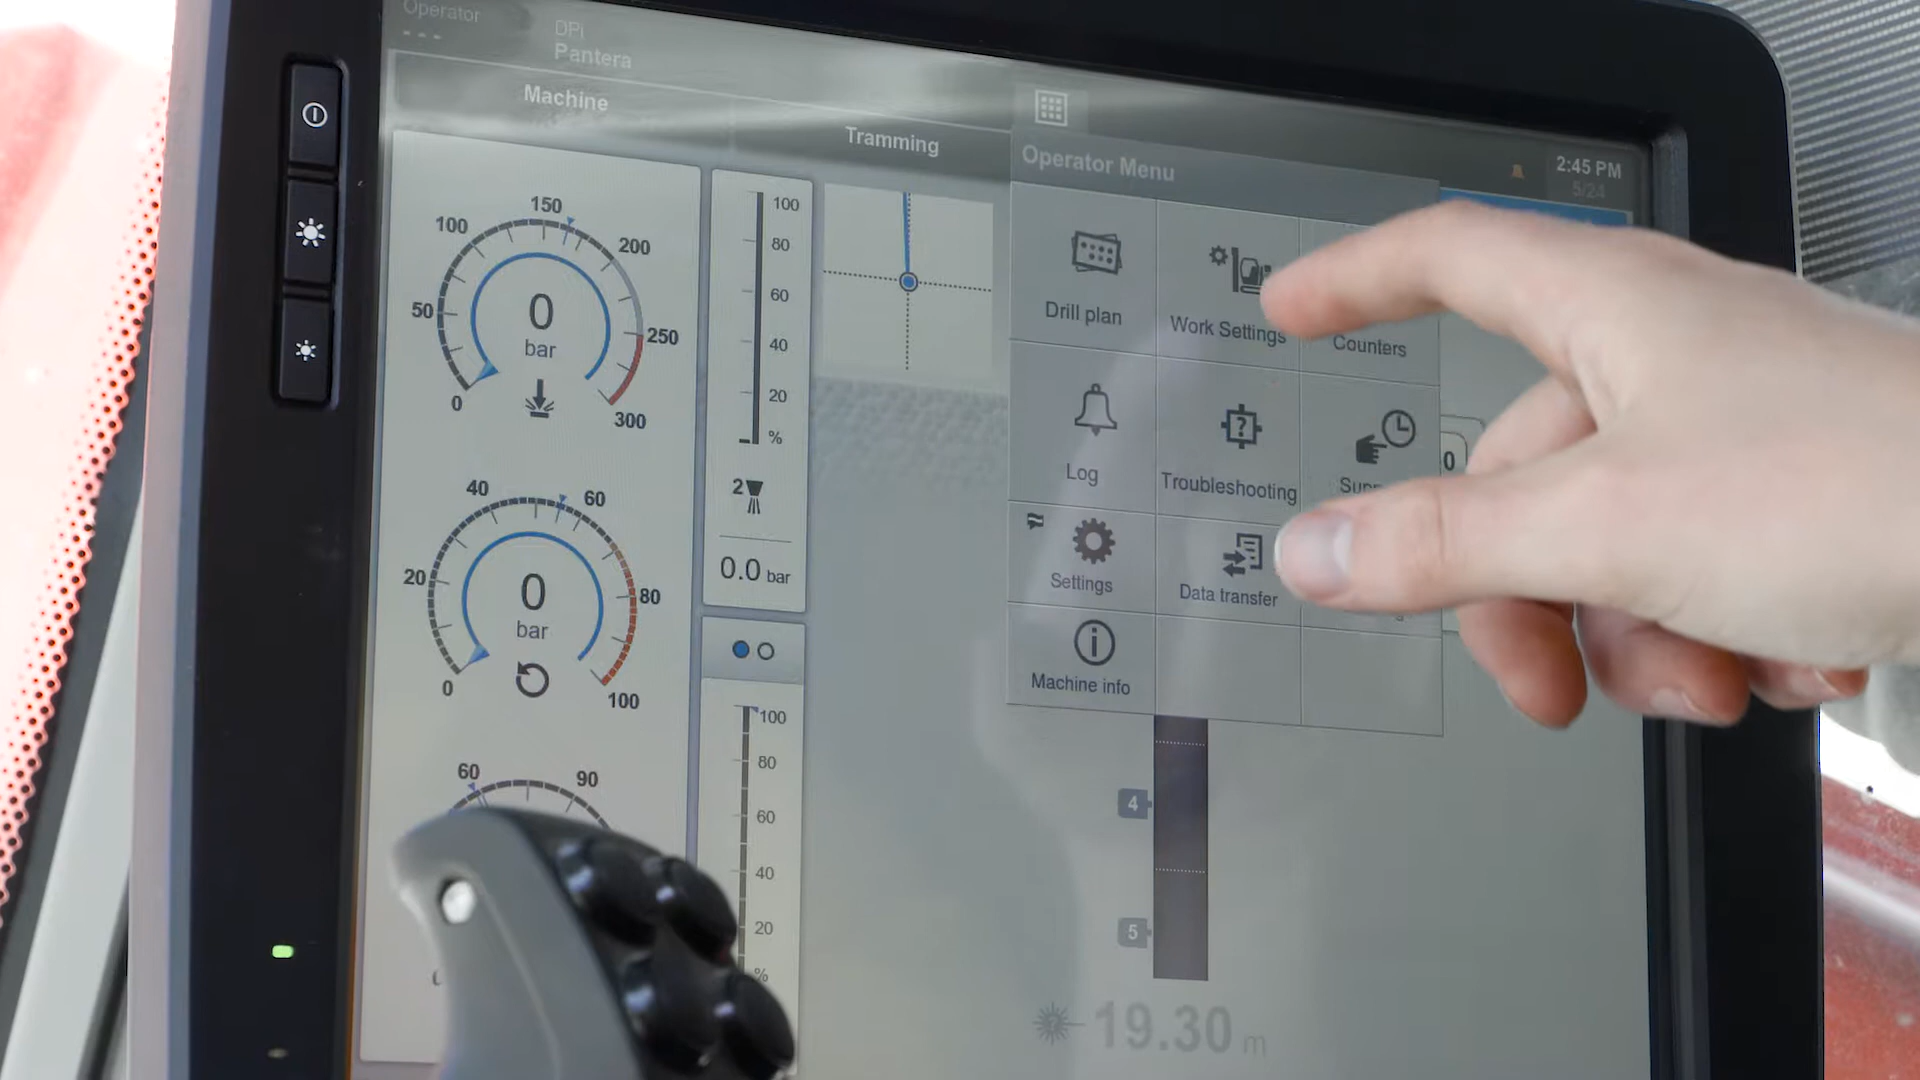 Operator
---
DPi
Pantera
Machine
Tramming
Operator Menu
2:45 PM
5/24
Drill plan
Work Settings
Counters
Log
Troubleshooting
Settings
Data transfer
Machine info
0
50
100
150
200
250
300
0
bar
100
80
60
40
20
%
2
0.0 bar
0
20
40
60
80
100
0
bar
60
90
100
80
60
40
20
%
0
4
5
19.30 m